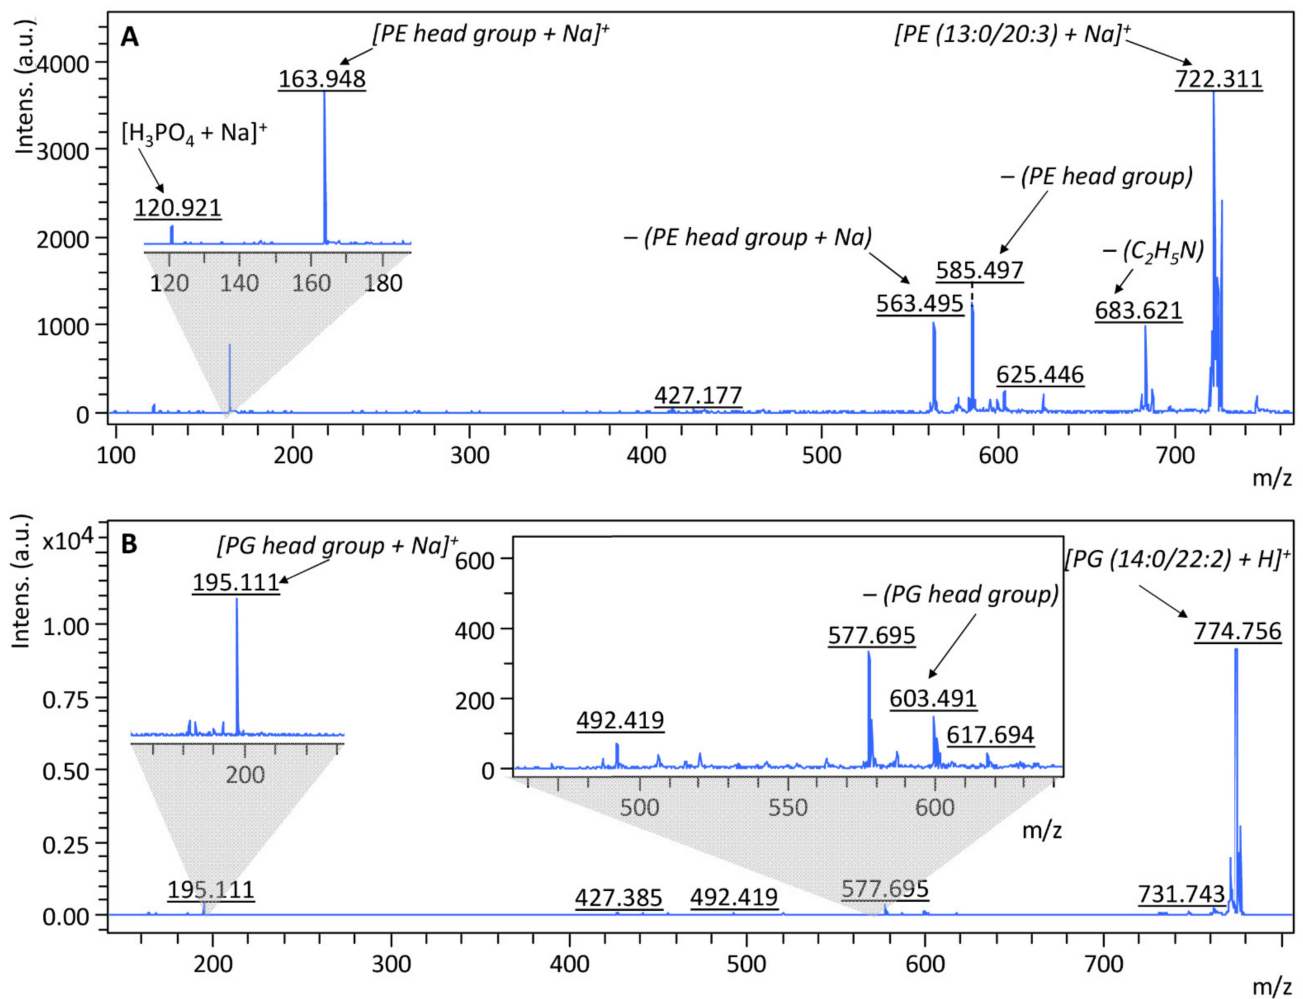 A
[PE head group + Na]+
[PE (13:0/20:3) + Na]+
Intens. (a.u.)
4000
3000
2000
1000
0
163.948
722.311
[H3PO4 + Na]+
120.921
– (PE head group)
– (PE head group + Na)
– (C2H5N)
585.497
563.495
683.621
625.446
427.177
120 140 160 180
100 200 300 400 500 600 700
m/z
B
Intens. (a.u.)
x104
1.00
0.75
0.50
0.25
0.00
[PG head group + Na]+
195.111
200
600
400
200
0
– (PG head group)
577.695
603.491
492.419
617.694
500 550 600
m/z
[PG (14:0/22:2) + H]+
774.756
195.111
427.385
492.419
577.695
731.743
200 300 400 500 600 700
m/z